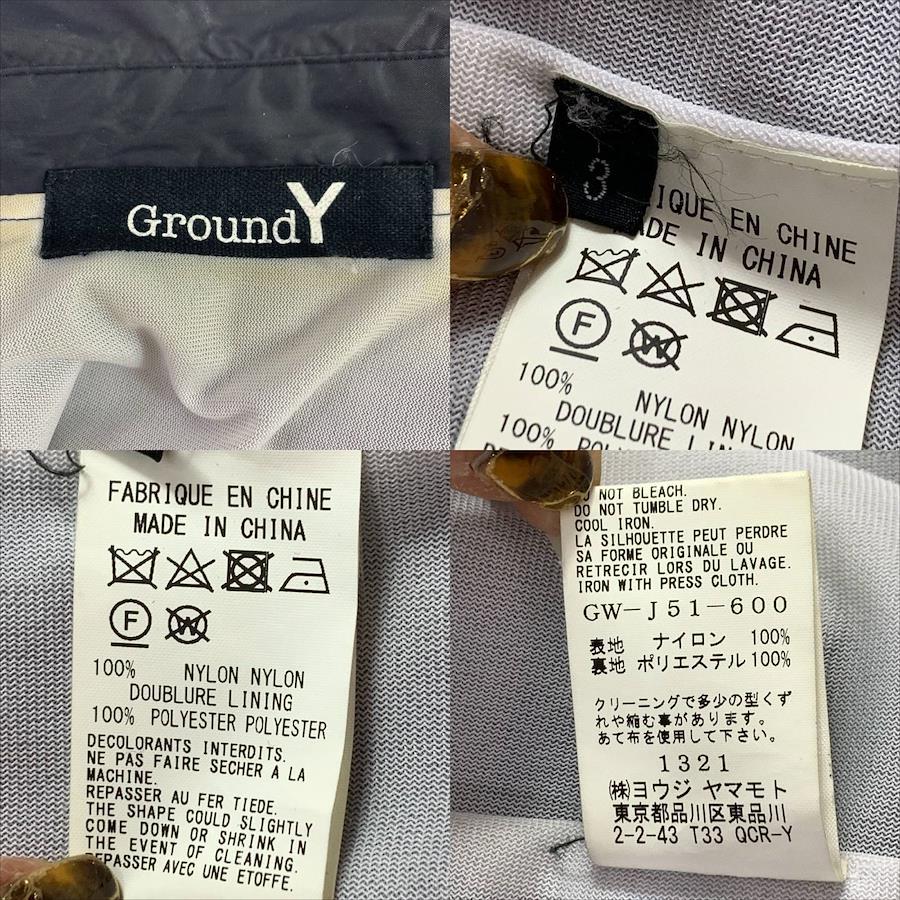 GroundY
3
IQUE EN CHINE
MADE IN CHINA
F
W
100% NYLON NYLON
DOUBLURE LINING
100%
FABRIQUE EN CHINE
MADE IN CHINA
F
W
100% NYLON NYLON
DOUBLURE LINING
100% POLYESTER POLYESTER
DECOLORANTS INTERDITS.
NE PAS FAIRE SECHER A LA
MACHINE.
REPASSER AU FER TIEDE.
THE SHAPE COULD SLIGHTLY
COME DOWN OR SHRINK IN
THE EVENT OF CLEANING.
REPASSER AVEC UNE ETOFFE.
DO NOT BLEACH.
DO NOT TUMBLE DRY.
COOL IRON.
LA SILHOUETTE PEUT PERDRE
SA FORME ORIGINALE OU
RETRECIR LORS DU LAVAGE.
IRON WITH PRESS CLOTH.
GW-J51-600
表地 ナイロン 100%
裏地 ポリエステル 100%
クリーニングで多少の型くず
れや縮む事があります。
あて布を使用して下さい。
1321
㈱ヨウジ ヤマモト
東京都品川区東品川
2-2-43 T33 QCR-Y